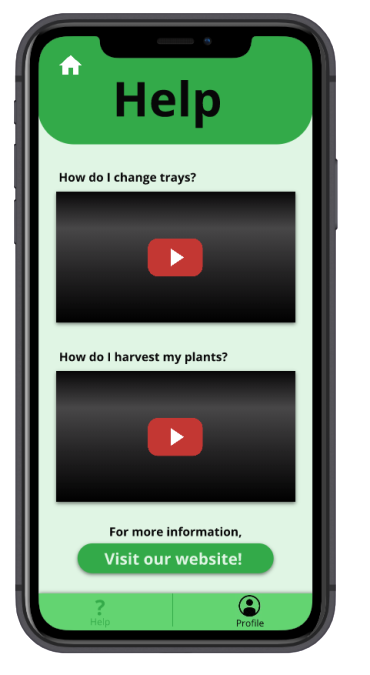 Help
How do I change trays?
How do I harvest my plants?
For more information,
Visit our website!
?
Help
Profile